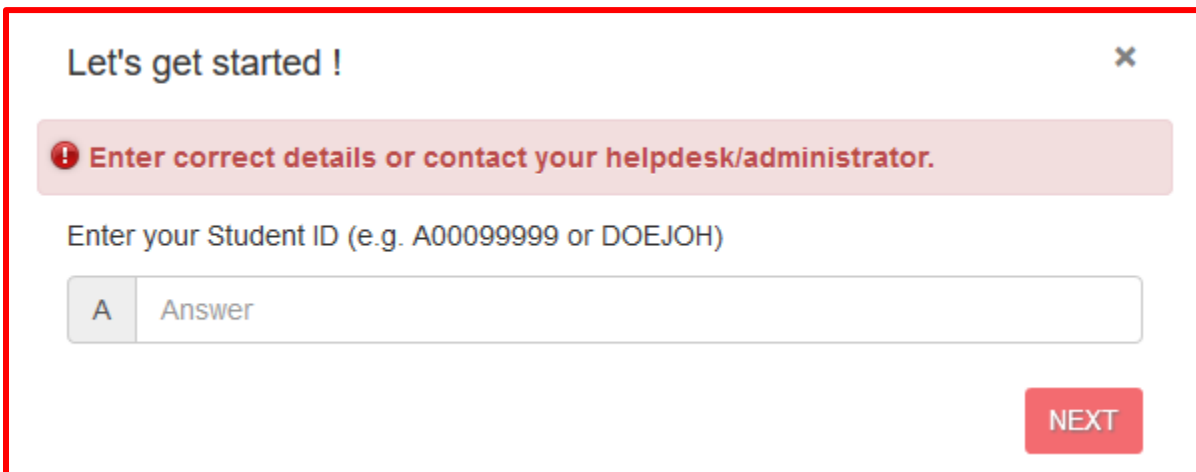 Let's get started !
Enter correct details or contact your helpdesk/administrator.
Enter your Student ID (e.g. A00099999 or DOEJOH)
A Answer
NEXT